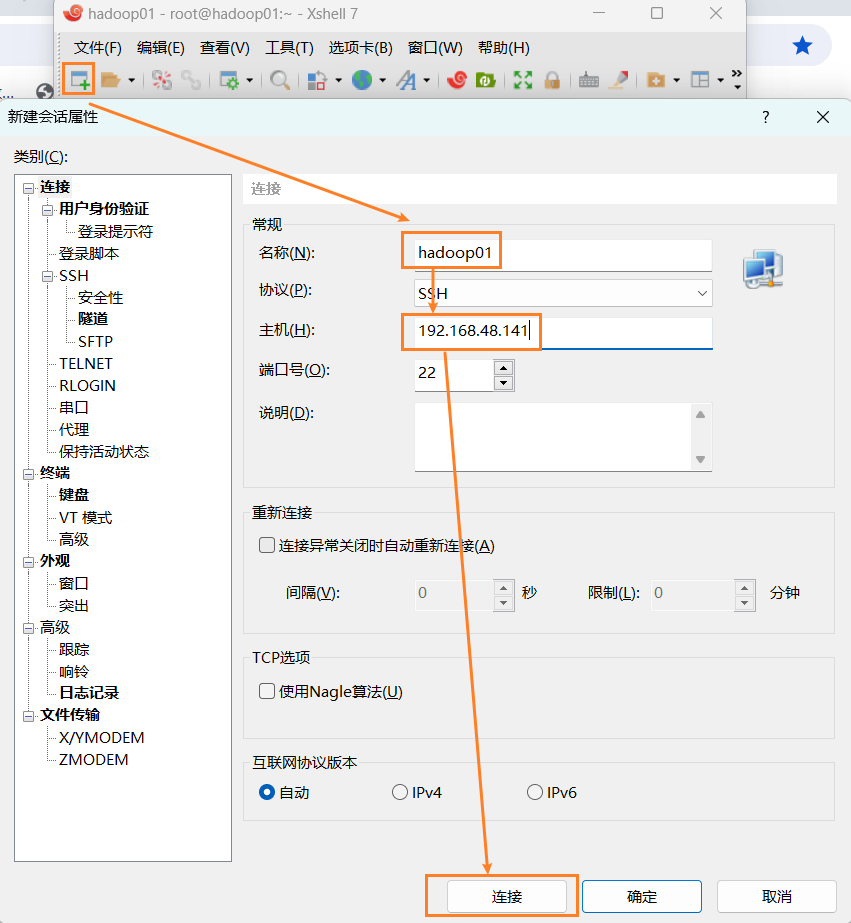 hadoop01 - root@hadoop01:~ - Xshell 7
文件(F) 编辑(E) 查看(V) 工具(T) 选项卡(B) 窗口(W) 帮助(H)
新建会话属性
类别(C):
连接
用户身份验证
登录提示符
登录脚本
SSH
安全性
隧道
SFTP
TELNET
RLOGIN
串口
代理
保持活动状态
终端
键盘
VT 模式
高级
外观
窗口
突出
高级
跟踪
响铃
日志记录
文件传输
X/YMODEM
ZMODEM
连接
常规
名称(N): hadoop01
协议(P): SSH
主机(H): 192.168.48.141
端口号(O): 22
说明(D):
重新连接
连接异常关闭时自动重新连接(A)
间隔(V): 0 秒 限制(L): 0 分钟
TCP选项
使用Nagle算法(U)
互联网协议版本
自动 IPv4 IPv6
连接 确定 取消